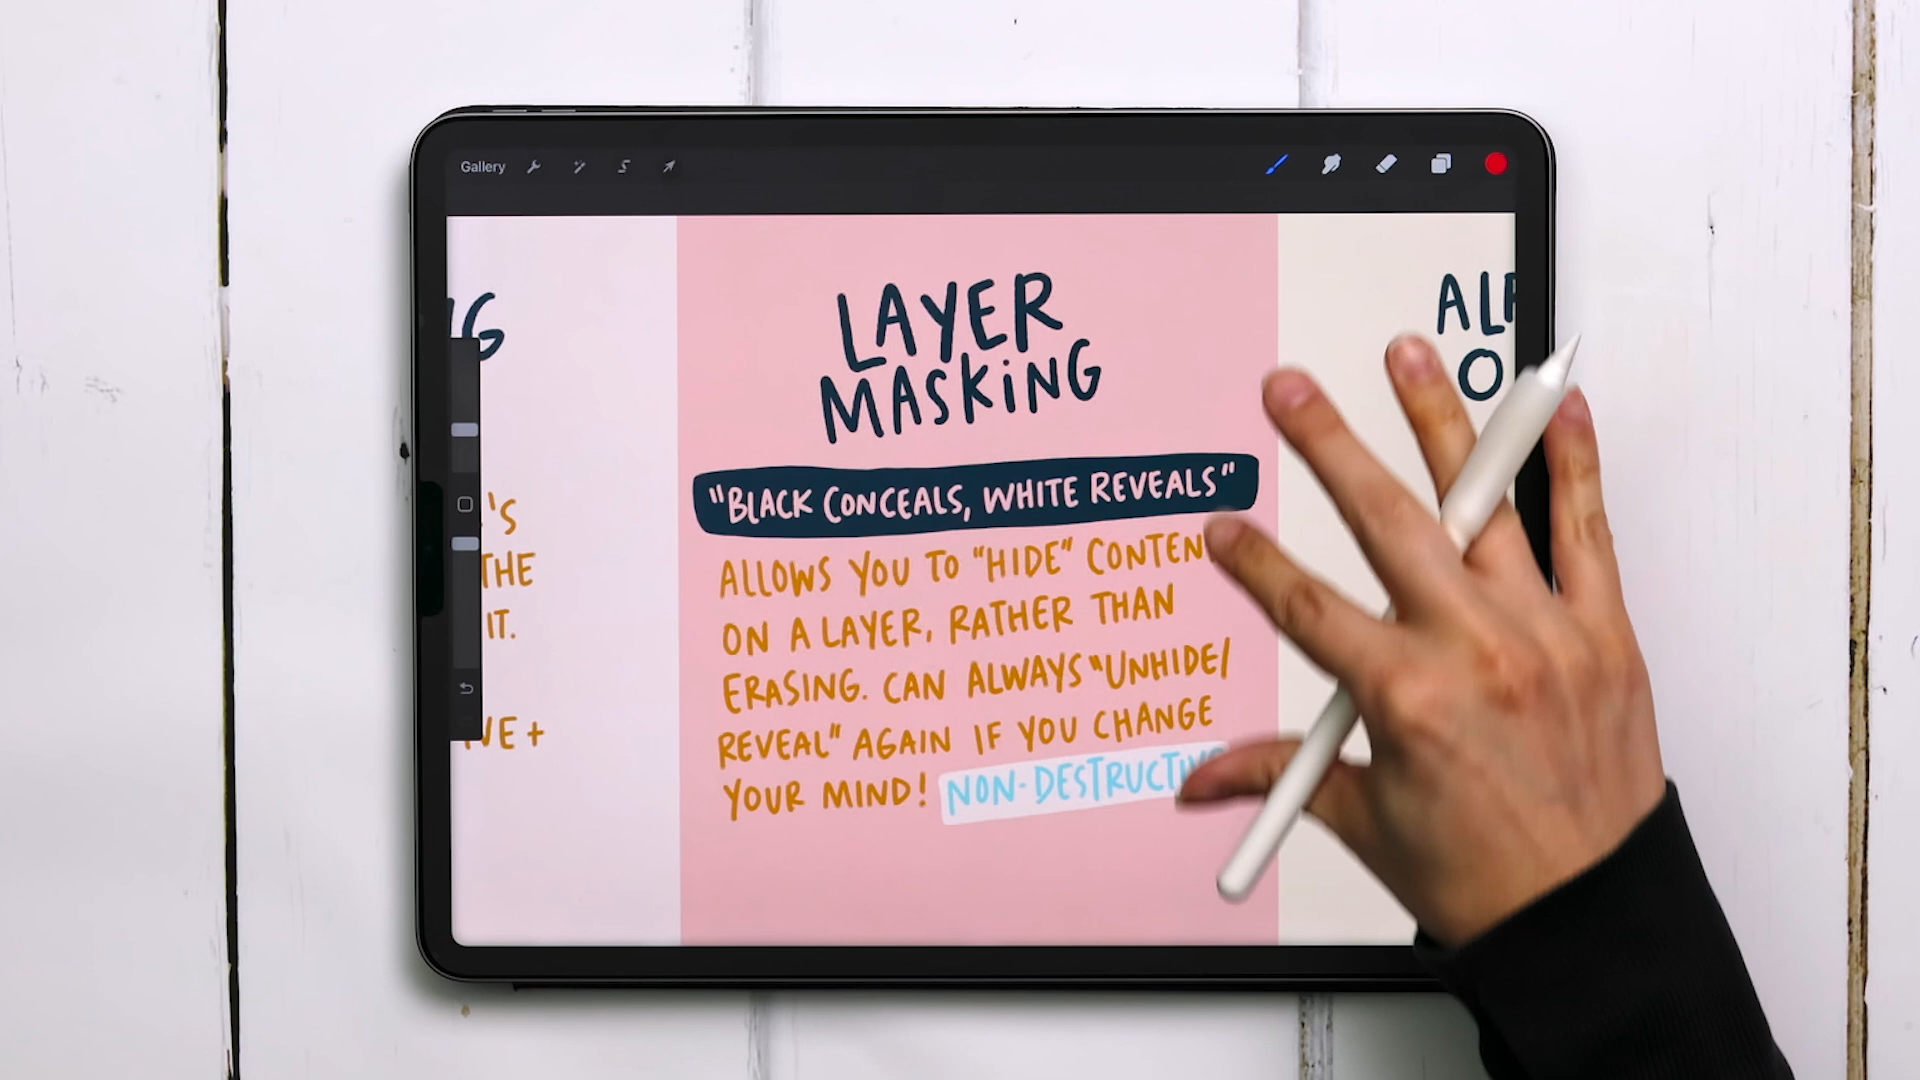 Gallery
LAYER
MASKING
"BLACK CONCEALS, WHITE REVEALS"
ALLOWS YOU TO "HIDE"
ON A LAYER, RATHER THAN
ERASING. CAN ALWAYS "UNHIDE/
REVEAL" AGAIN IF YOU CHANGE
YOUR MIND!
'S
THE
IT.